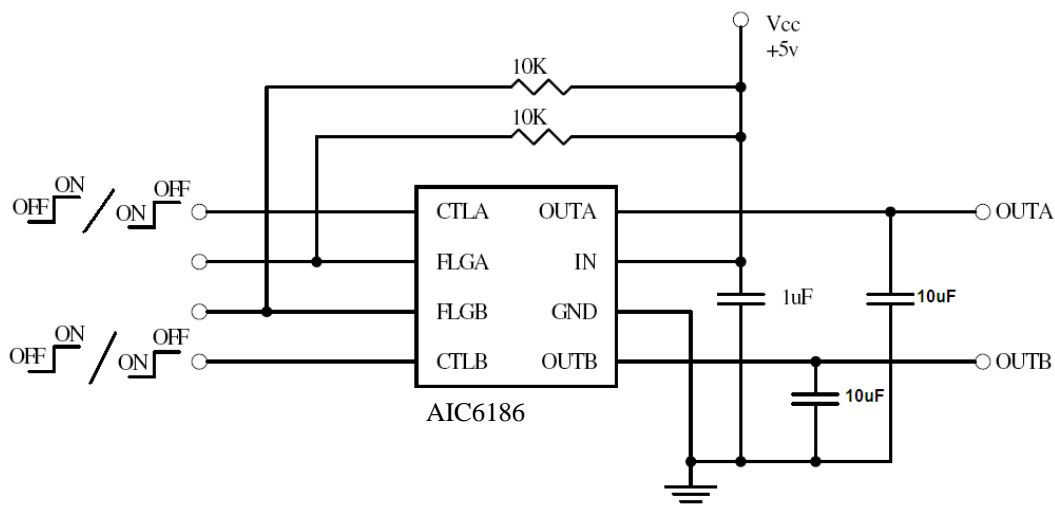 Vcc
+5v
10K
10K
OFF ON / ON OFF
CTLA
OUTA
OUTA
FLGA
IN
1uF
10uF
FLGB
GND
OFF ON / ON OFF
CTLB
OUTB
OUTB
10uF
AIC6186